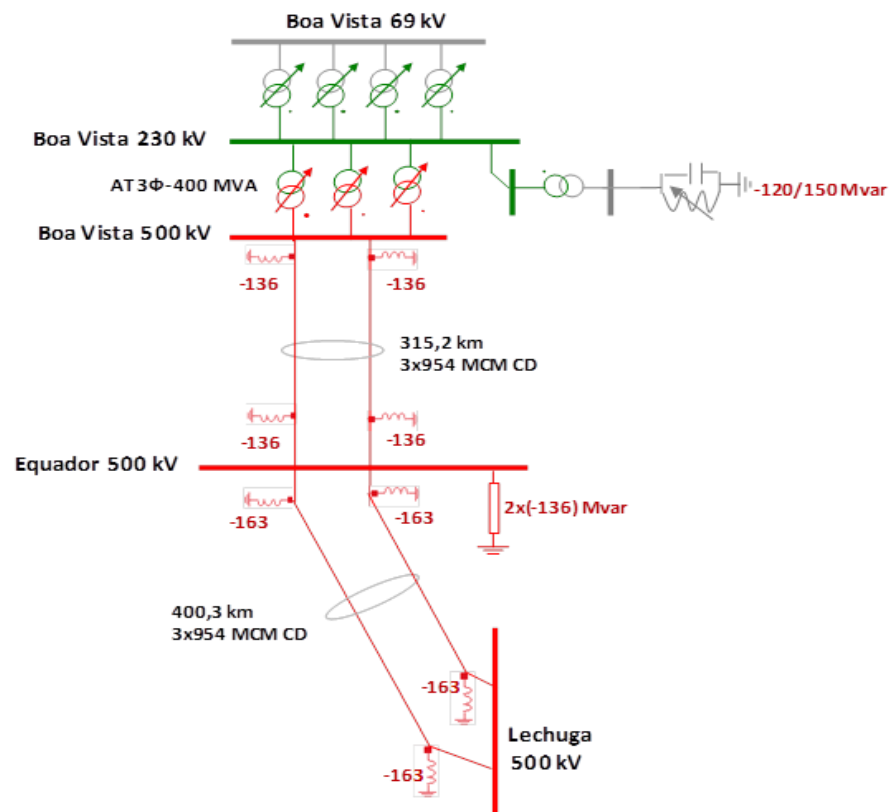 Boa Vista 69 kV
Boa Vista 230 kV
AT3Φ-400 MVA
-120/150 Mvar
Boa Vista 500 kV
-136
-136
315,2 km
3x954 MCM CD
-136
-136
Equador 500 kV
-163
-163
2x(-136) Mvar
400,3 km
3x954 MCM CD
-163
-163
Lechuga
500 kV